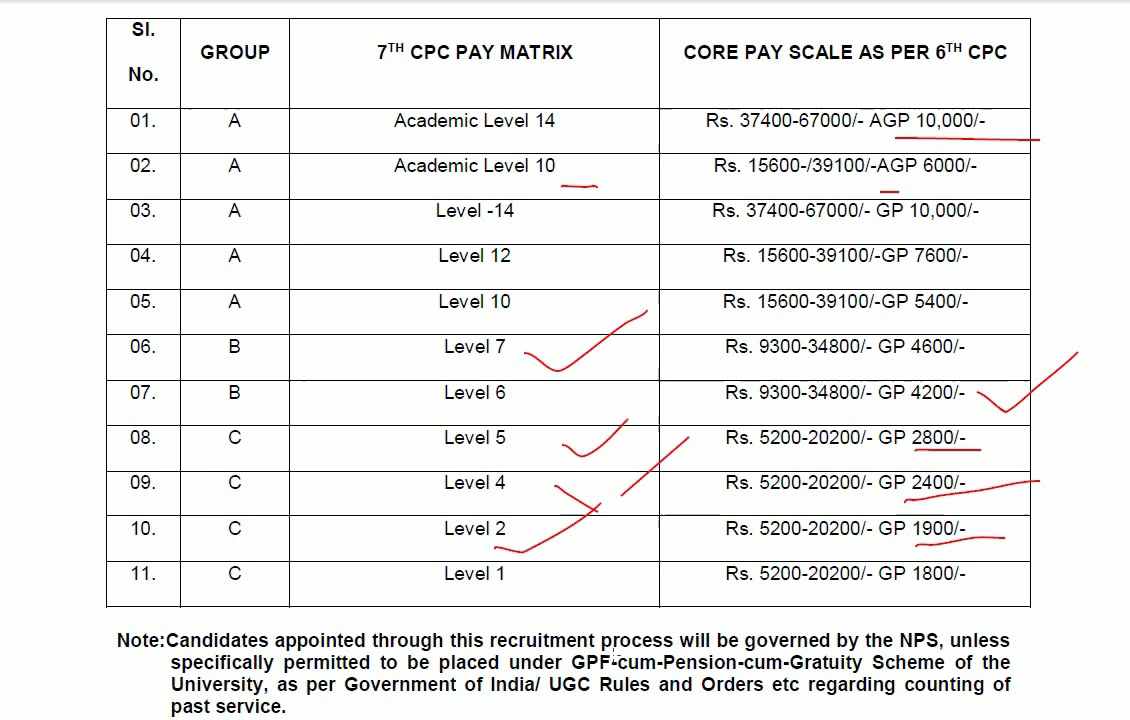 Sl. No. GROUP 7TH CPC PAY MATRIX CORE PAY SCALE AS PER 6TH CPC
01. A Academic Level 14 Rs. 37400-67000/- AGP 10,000/-
02. A Academic Level 10 Rs. 15600-/39100/-AGP 6000/-
03. A Level -14 Rs. 37400-67000/- GP 10,000/-
04. A Level 12 Rs. 15600-39100/-GP 7600/-
05. A Level 10 Rs. 15600-39100/-GP 5400/-
06. B Level 7 Rs. 9300-34800/- GP 4600/-
07. B Level 6 Rs. 9300-34800/- GP 4200/-
08. C Level 5 Rs. 5200-20200/- GP 2800/-
09. C Level 4 Rs. 5200-20200/- GP 2400/-
10. C Level 2 Rs. 5200-20200/- GP 1900/-
11. C Level 1 Rs. 5200-20200/- GP 1800/-
Note:Candidates appointed through this recruitment process will be governed by the NPS, unless
specifically permitted to be placed under GPF-cum-Pension-cum-Gratuity Scheme of the
University, as per Government of India/ UGC Rules and Orders etc regarding counting of
past service.